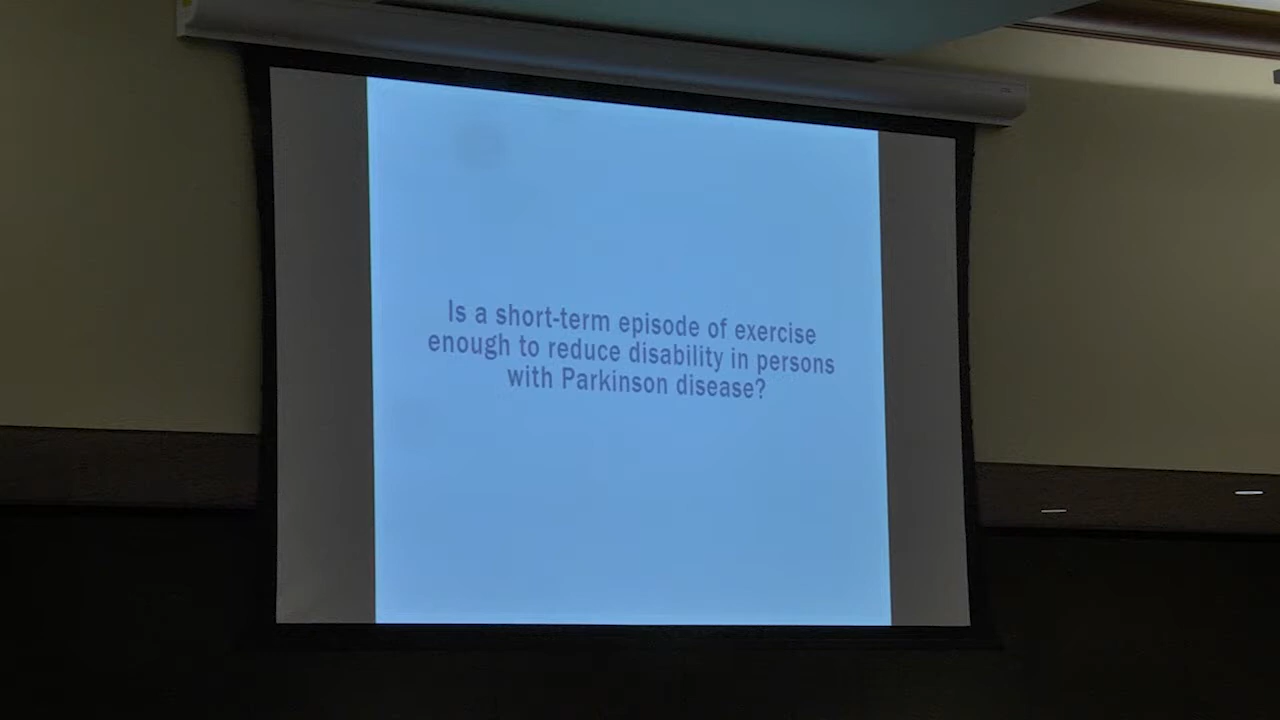 Is a short-term episode of exercise
enough to reduce disability in persons
with Parkinson disease?